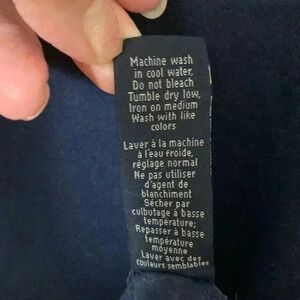 Machine wash
in cool water,
Do not bleach
Tumble dry low,
Iron on medium
Wash with like
colors
Laver à la machine
à l'eau froide,
réglage normal
Ne pas utiliser
d'agent de
blanchiment
Sécher par
culbutage à basse
température;
Repasser à basse
température
moyenne
Laver avec des
couleurs semblables